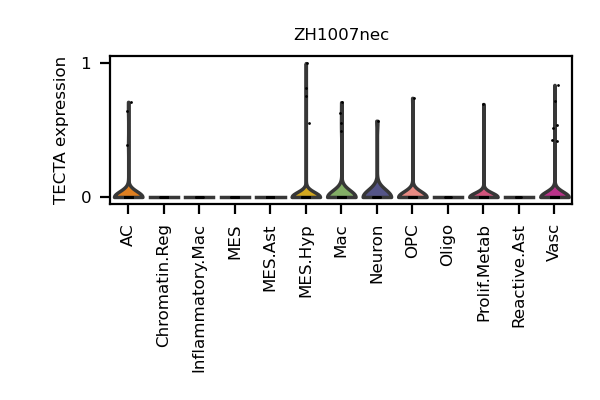 ZH1007nec
TECTA expression
1
0
AC
Chromatin.Reg
Inflammatory.Mac
MES
MES.Ast
MES.Hyp
Mac
Neuron
OPC
Oligo
Prolif.Metab
Reactive.Ast
Vasc